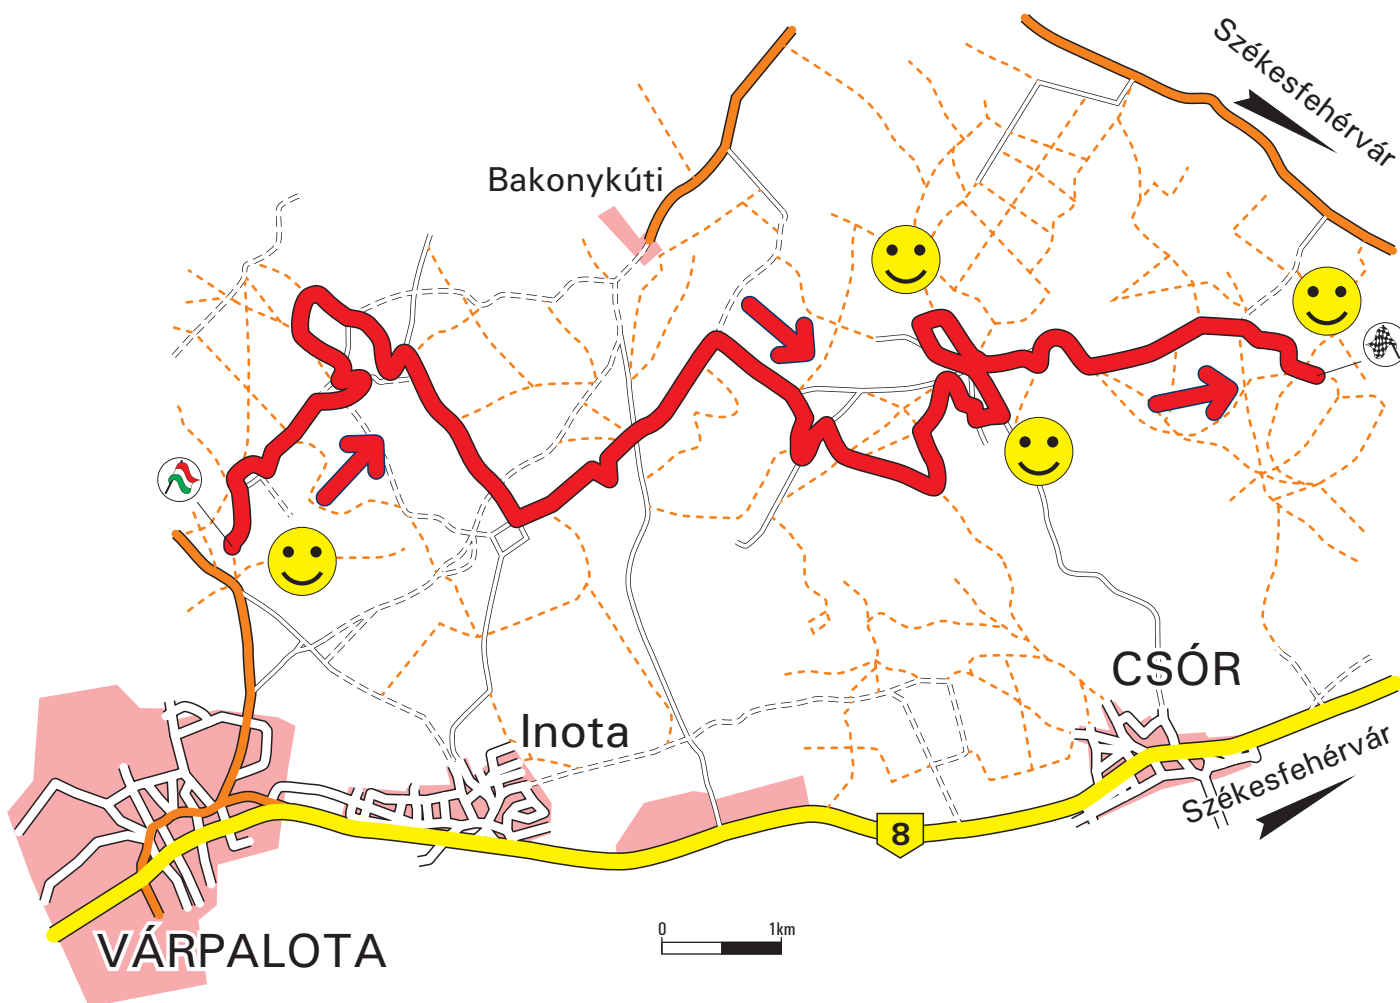 Székesfehérvár
Bakonykúti
CSÓR
Inota
Székesfehérvár
8
VÁRPALOTA
0 1km